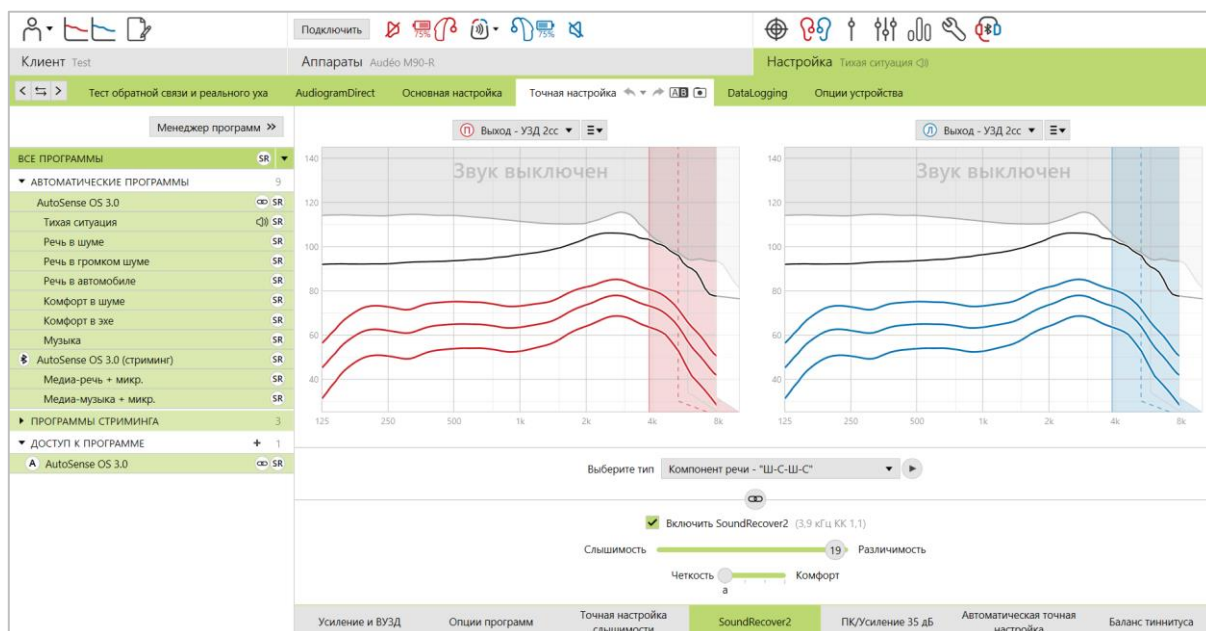 75% 75%
Подключить
Клиент Test
Аппараты Audéo M90-R
Настройка Тихая ситуация
Тест обратной связи и реального уха
AudiogramDirect
Основная настройка
Точная настройка
AB
DataLogging
Опции устройства
Менеджер программ
ВСЕ ПРОГРАММЫ SR
АВТОМАТИЧЕСКИЕ ПРОГРАММЫ 9
AutoSense OS 3.0 SR
Тихая ситуация SR
Речь в шуме SR
Речь в громком шуме SR
Речь в автомобиле SR
Комфорт в шуме SR
Комфорт в эхе SR
Музыка SR
AutoSense OS 3.0 (стриминг) SR
Медиа-речь + микр. SR
Медиа-музыка + микр. SR
ПРОГРАММЫ СТРИМИНГА 3
ДОСТУП К ПРОГРАММЕ + 1
A AutoSense OS 3.0 SR
П Выход - УЗД 2cc
140
Звук выключен
120
100
80
60
40
125 250 500 1k 2k 4k 8k
Л Выход - УЗД 2cc
140
Звук выключен
120
100
80
60
40
125 250 500 1k 2k 4k 8k
Выберите тип Компонент речи - "Ш-С-Ш-С"
Включить SoundRecover2 (3,9 кГц КК 1,1)
Слышимость 19 Различимость
Четкость Комфорт
a
Усиление и ВУЗД
Опции программ
Точная настройка
слышимости
SoundRecover2
ПК/Усиление 35 дБ
Автоматическая точная
настройка
Баланс тиннитуса